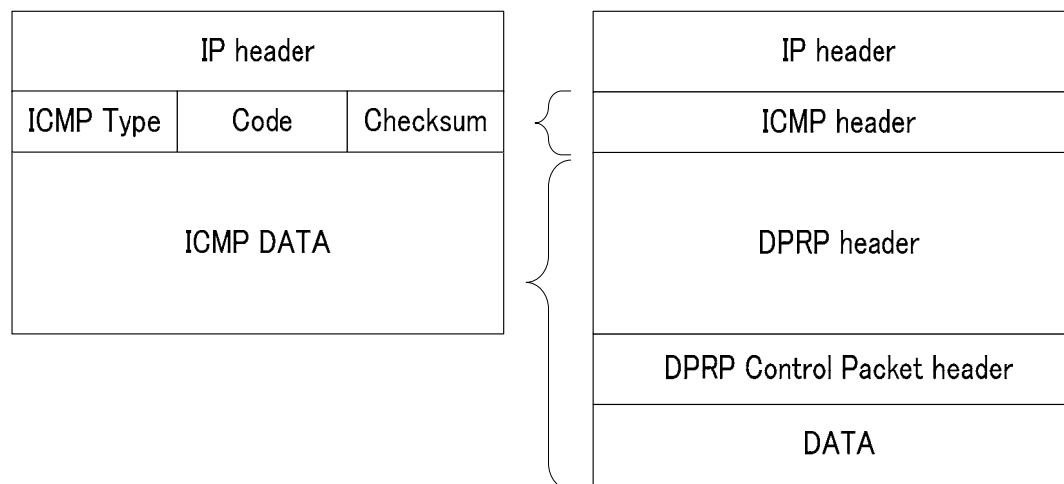 IP header
ICMP Type Code Checksum
ICMP DATA
IP header
ICMP header
DPRP header
DPRP Control Packet header
DATA